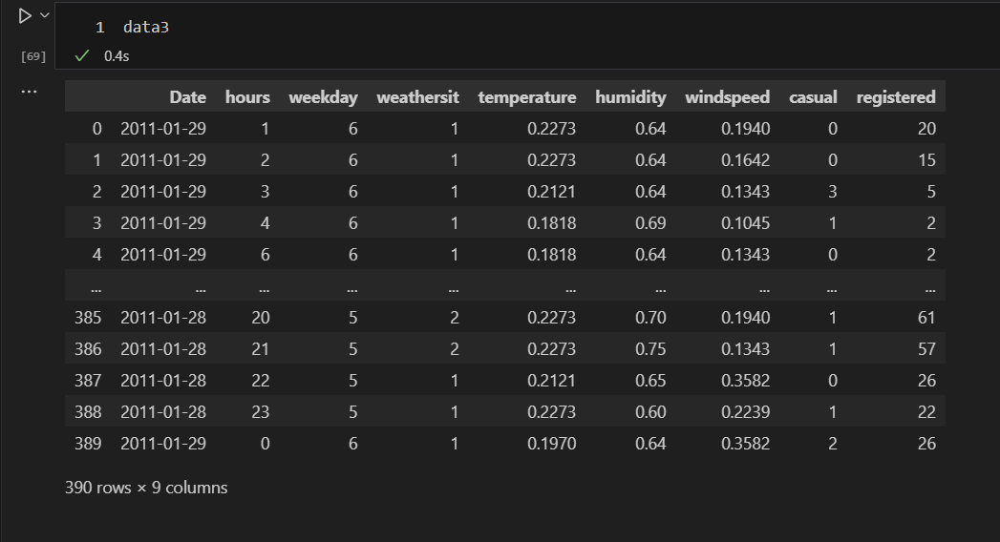 1 data3
[69] 0.4s
...
Date hours weekday weathersit temperature humidity windspeed casual registered
0 2011-01-29 1 6 1 0.2273 0.64 0.1940 0 20
1 2011-01-29 2 6 1 0.2273 0.64 0.1642 0 15
2 2011-01-29 3 6 1 0.2121 0.64 0.1343 3 5
3 2011-01-29 4 6 1 0.1818 0.69 0.1045 1 2
4 2011-01-29 6 6 1 0.1818 0.64 0.1343 0 2
... ... ... ... ... ... ... ... ... ...
385 2011-01-28 20 5 2 0.2273 0.70 0.1940 1 61
386 2011-01-28 21 5 2 0.2273 0.75 0.1343 1 57
387 2011-01-28 22 5 1 0.2121 0.65 0.3582 0 26
388 2011-01-28 23 5 1 0.2273 0.60 0.2239 1 22
389 2011-01-29 0 6 1 0.1970 0.64 0.3582 2 26
390 rows × 9 columns